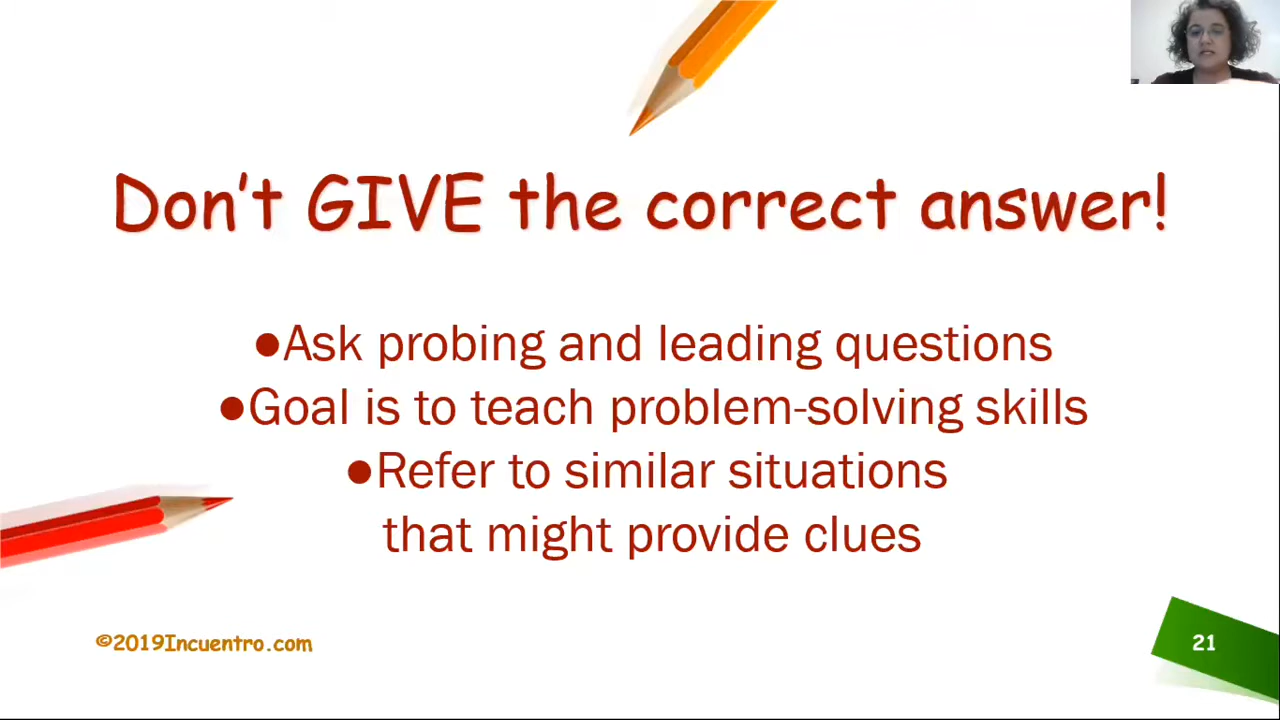 Don't GIVE the correct answer!
●Ask probing and leading questions
●Goal is to teach problem-solving skills
●Refer to similar situations
that might provide clues
©2019Incuentro.com
21